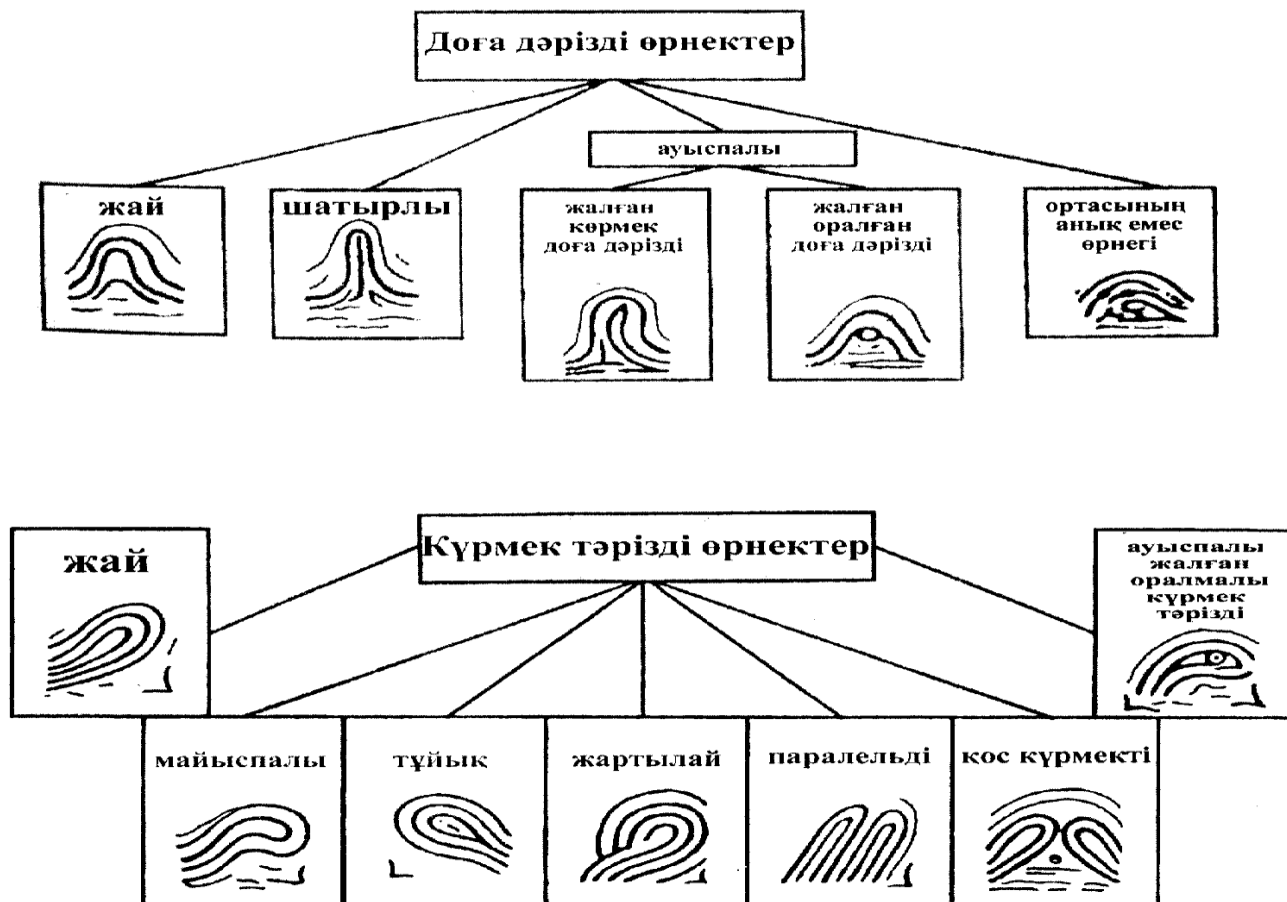 Доға дәрізді өрнектер
ауыспалы
жай
шатырлы
жалған
көрмек
доға дәрізді
жалған
оралған
доға дәрізді
ортасының
анық емес
өрнегі
Күрмек тәрізді өрнектер
жай
ауыспалы
жалған
оралмалы
күрмек
тәрізді
майыспалы
тұйық
жартылай
паралельді
қос күрмекті